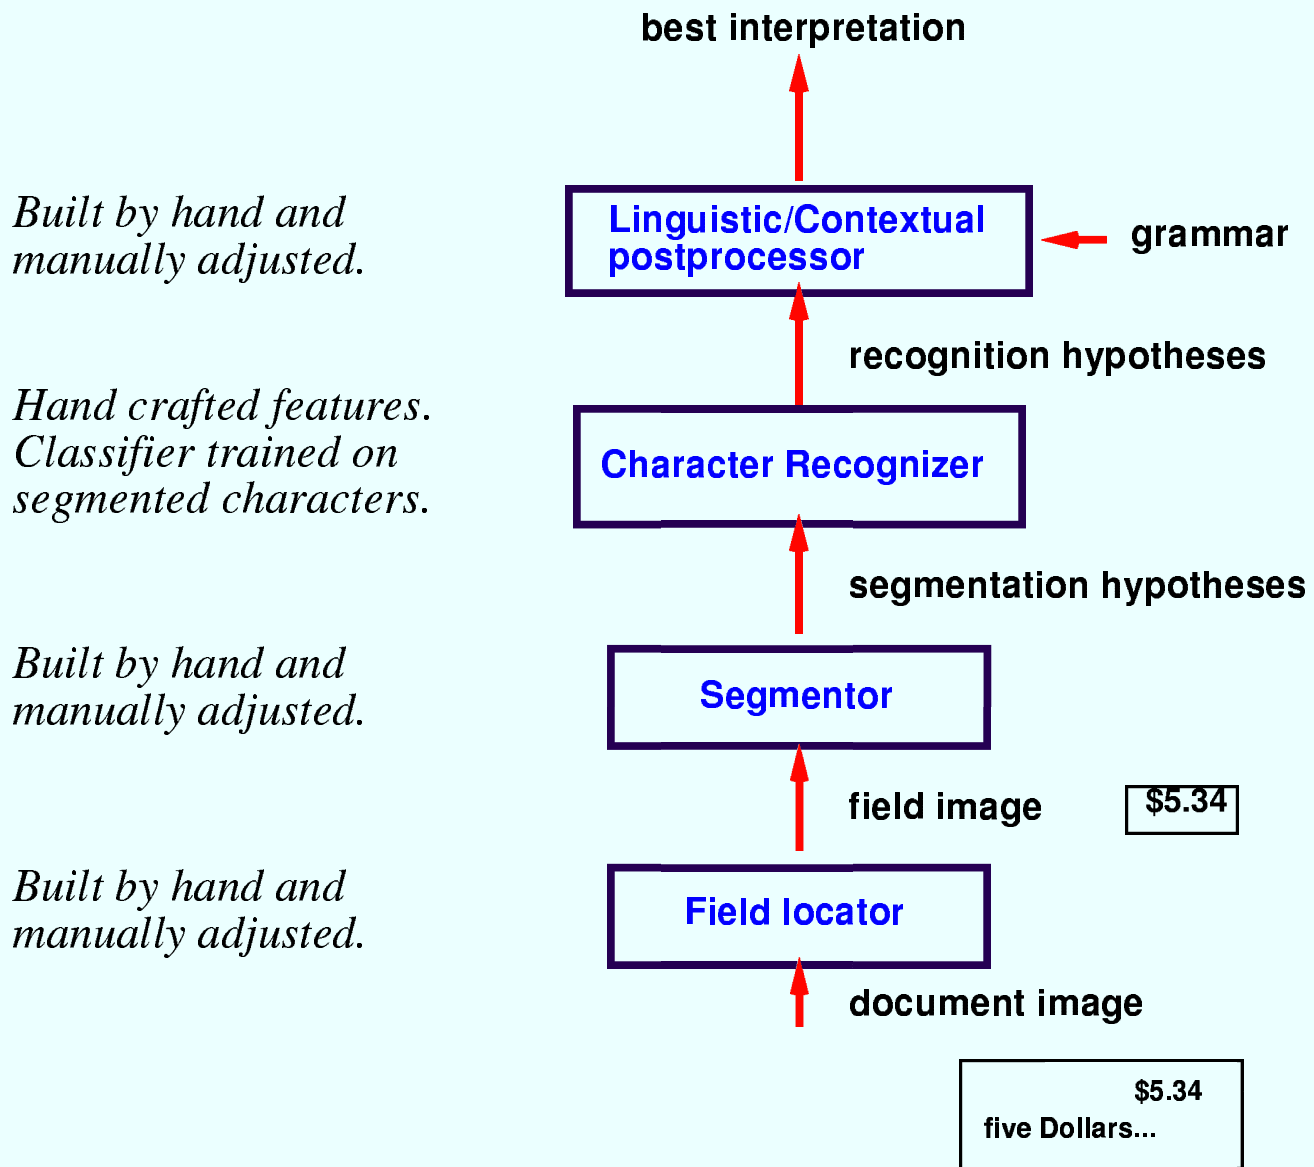 best interpretation
Built by hand and
manually adjusted.
Linguistic/Contextual
postprocessor
grammar
recognition hypotheses
Hand crafted features.
Classifier trained on
segmented characters.
Character Recognizer
segmentation hypotheses
Built by hand and
manually adjusted.
Segmentor
field image
$5.34
Built by hand and
manually adjusted.
Field locator
document image
$5.34
five Dollars...